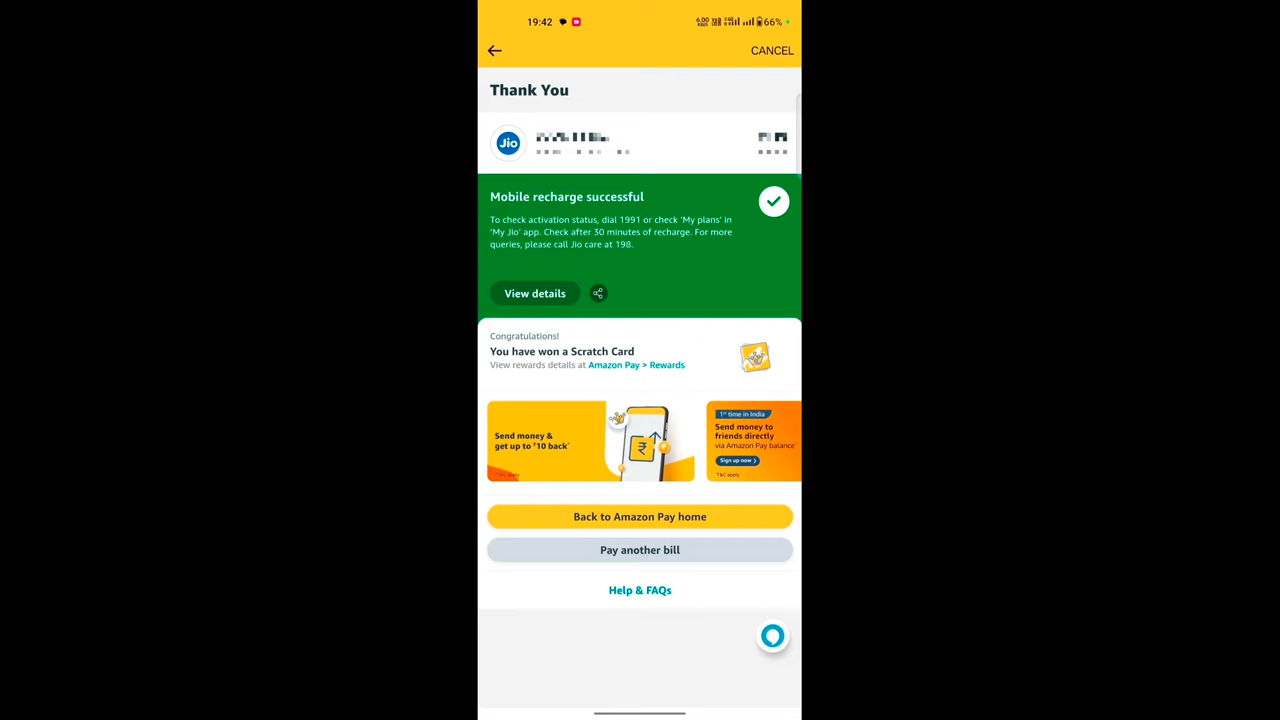 19:42
66%
CANCEL
Thank You
Jio
Mobile recharge successful
To check activation status, dial 1991 or check 'My plans' in
'My Jio' app. Check after 30 minutes of recharge. For more
queries, please call Jio care at 198.
View details
Congratulations!
You have won a Scratch Card
View rewards details at Amazon Pay > Rewards
Send money &
get up to ₹10 back*
*T&C apply
1st time in India
Send money to
friends directly
via Amazon Pay balance*
Sign up now >
*T&C apply
Back to Amazon Pay home
Pay another bill
Help & FAQs